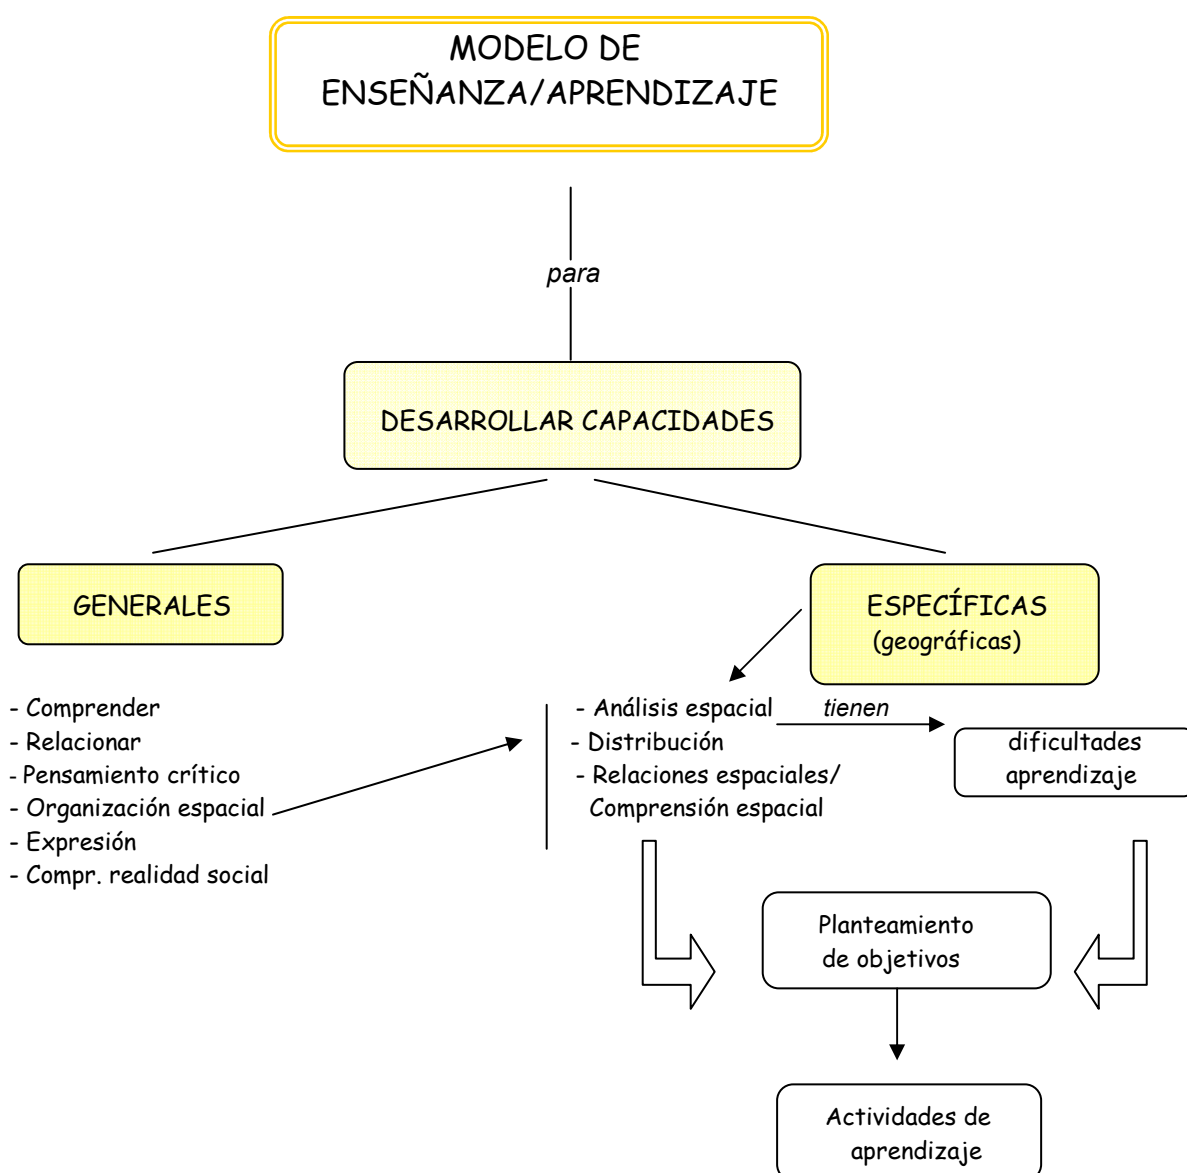 MODELO DE
ENSEÑANZA/APRENDIZAJE
para
DESARROLLAR CAPACIDADES
GENERALES
ESPECÍFICAS
(geográficas)
- Comprender
- Relacionar
- Pensamiento crítico
- Organización espacial
- Expresión
- Compr. realidad social
- Análisis espacial
- Distribución
- Relaciones espaciales/
Comprensión espacial
tienen
dificultades
aprendizaje
Planteamiento
de objetivos
Actividades de
aprendizaje